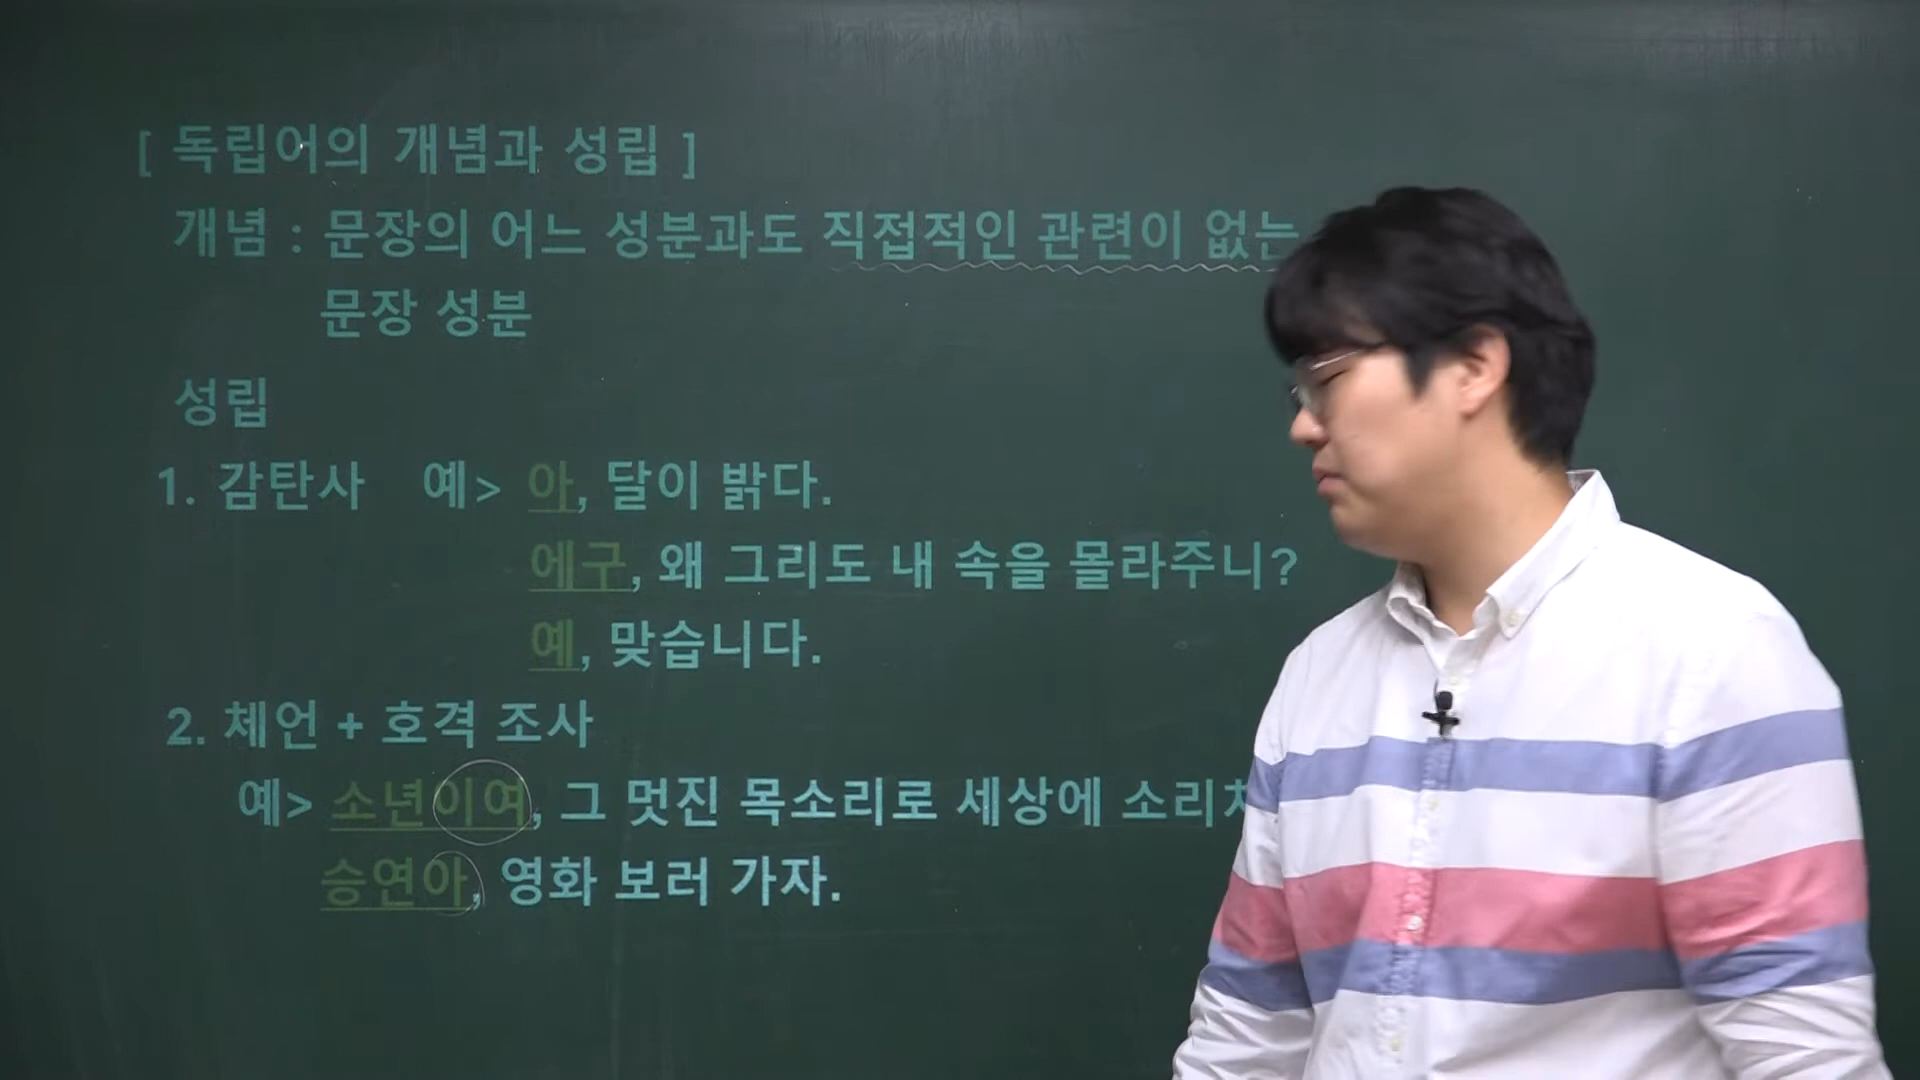 [ 독립어의 개념과 성립 ]
개념 : 문장의 어느 성분과도 직접적인 관련이 없는
문장 성분
성립
1. 감탄사 예> 아, 달이 밝다.
에구, 왜 그리도 내 속을 몰라주니?
예, 맞습니다.
2. 체언 + 호격 조사
예> 소년이여, 그 멋진 목소리로 세상에
승연아, 영화 보러 가자.